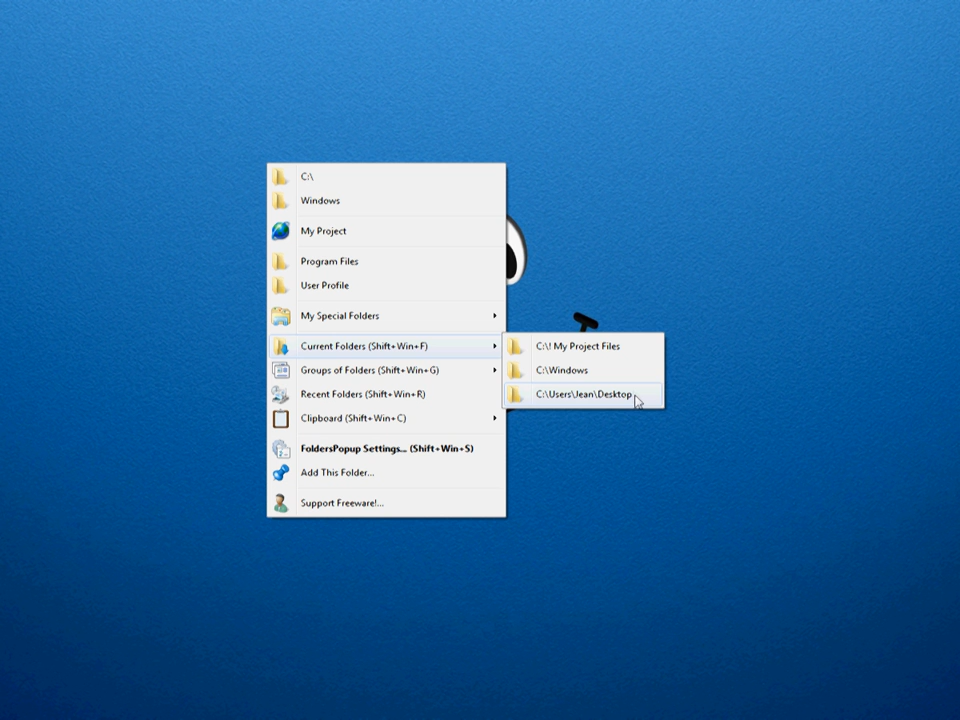 C:\
Windows
My Project
Program Files
User Profile
My Special Folders
Current Folders (Shift+Win+F)
Groups of Folders (Shift+Win+G)
Recent Folders (Shift+Win+R)
Clipboard (Shift+Win+C)
FoldersPopup Settings... (Shift+Win+S)
Add This Folder...
Support Freeware!...
C:\! My Project Files
C:\Windows
C:\Users\Jean\Desktop